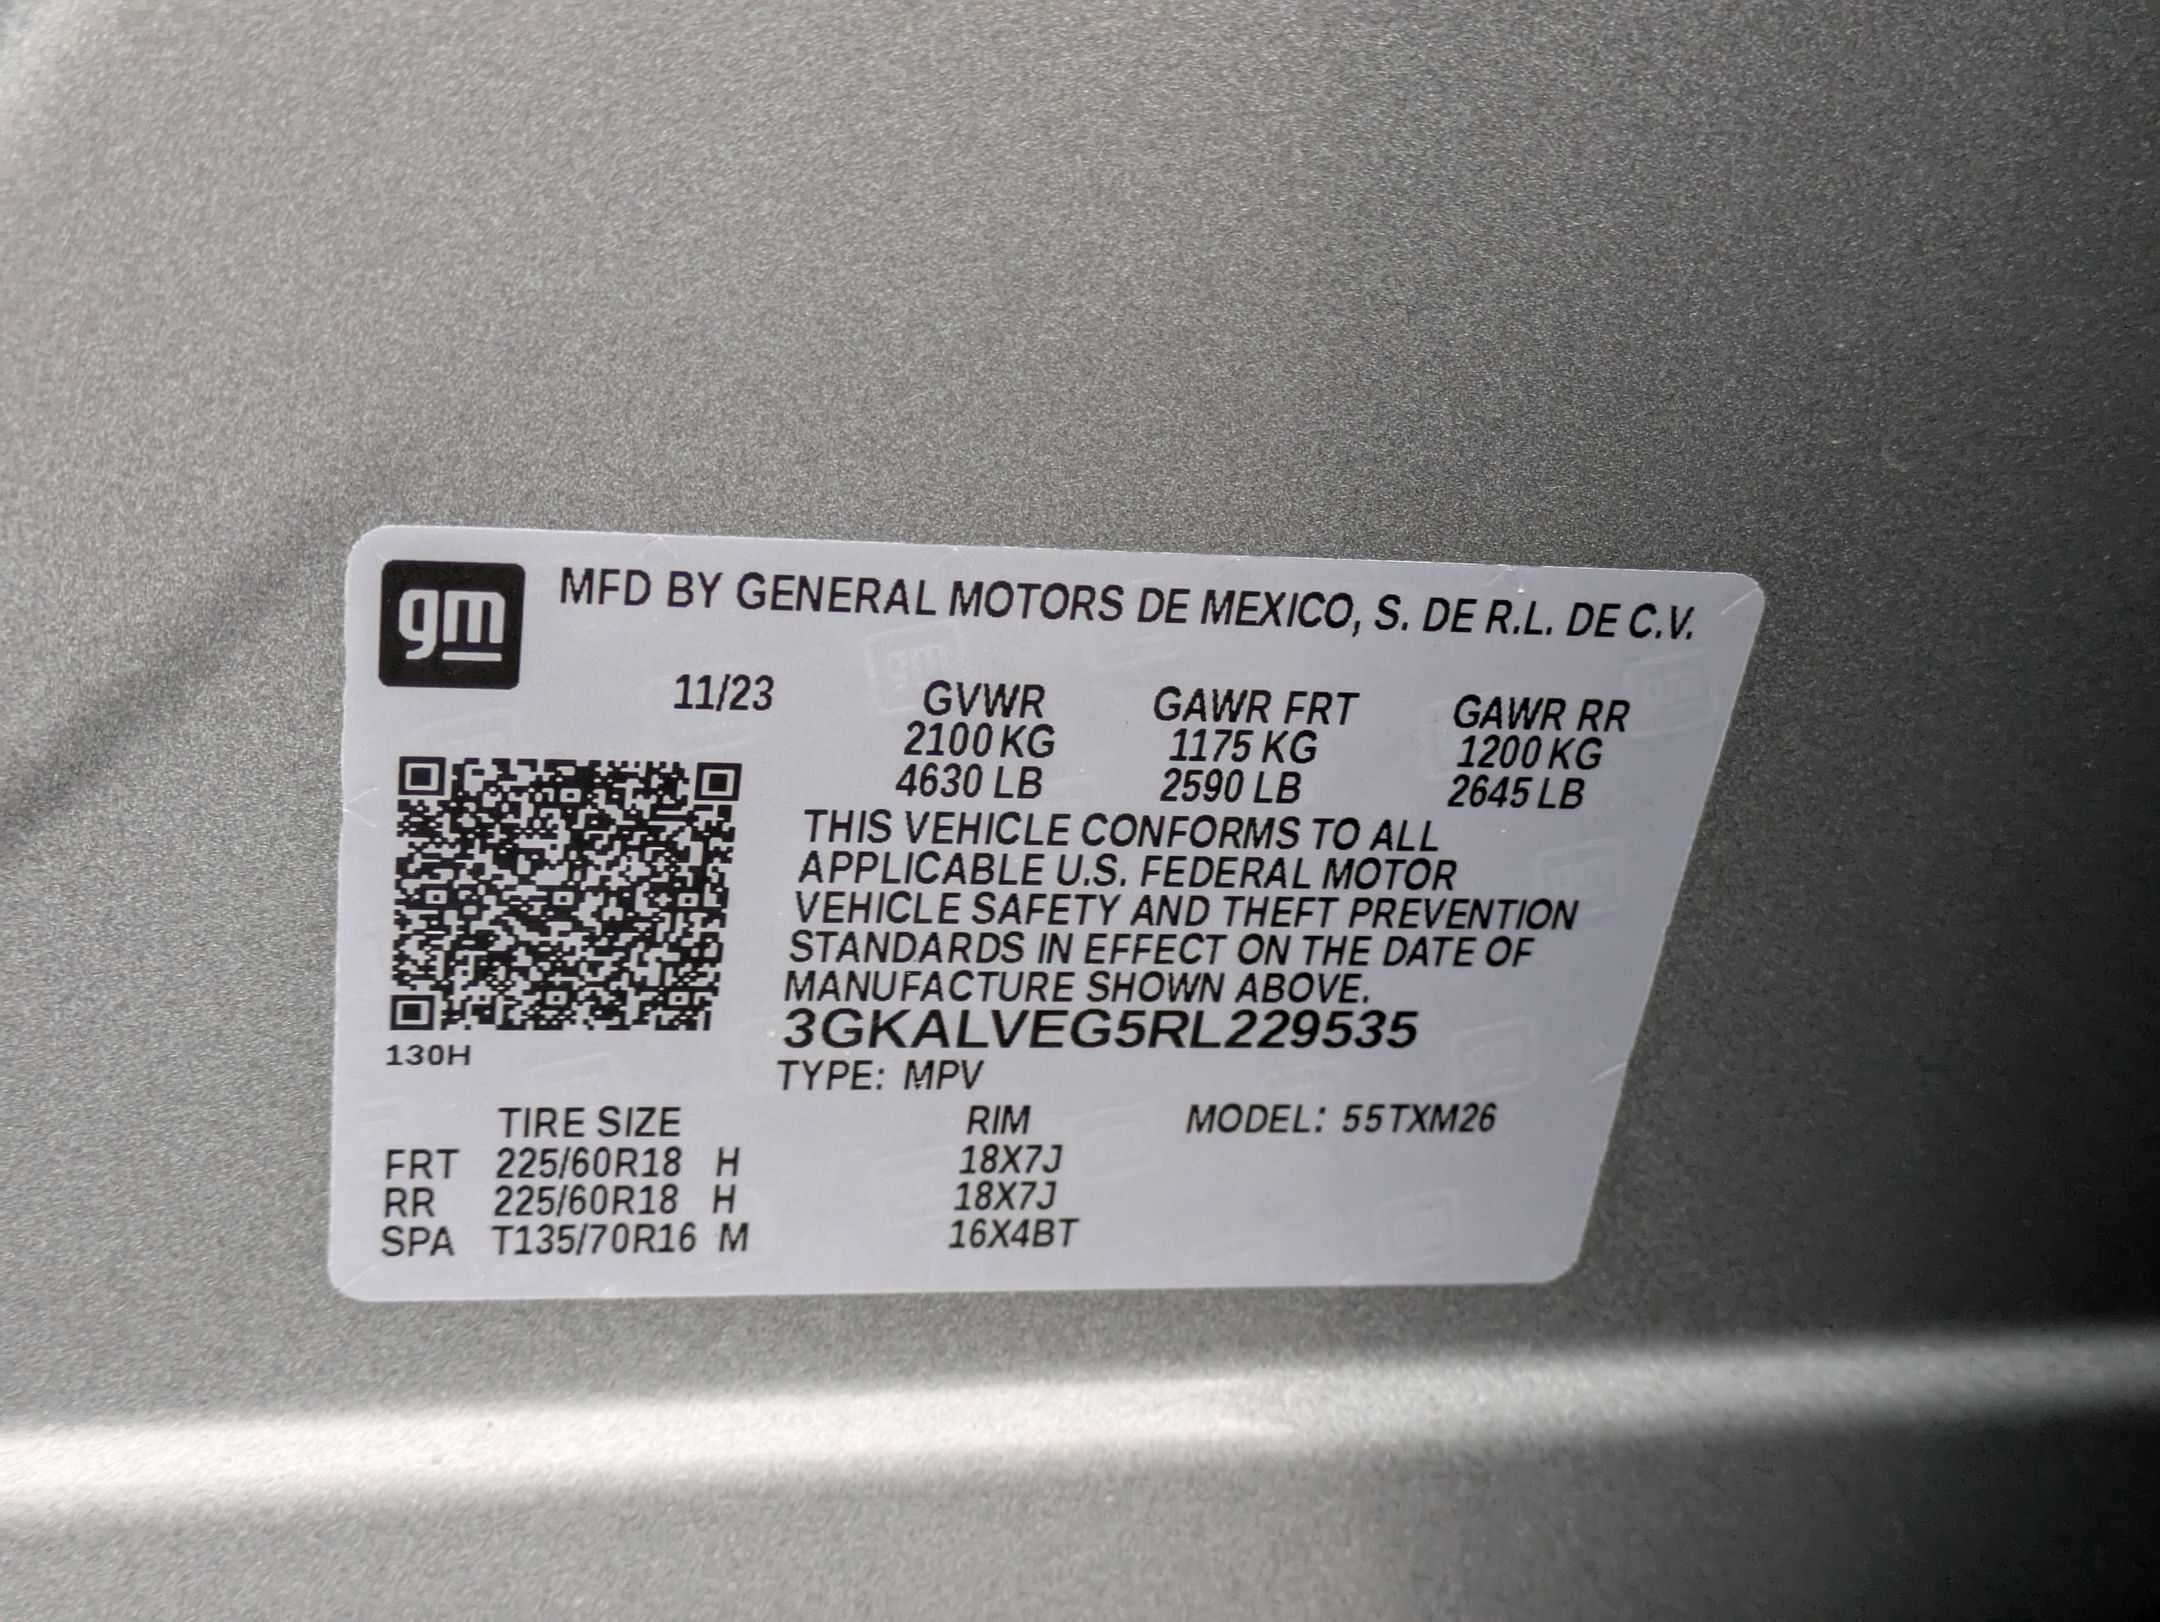 gm
MFD BY GENERAL MOTORS DE MEXICO, S. DE R.L. DE C.V.
11/23 GVWR GAWR FRT GAWR RR
2100 KG 1175 KG 1200 KG
4630 LB 2590 LB 2645 LB
THIS VEHICLE CONFORMS TO ALL
APPLICABLE U.S. FEDERAL MOTOR
VEHICLE SAFETY AND THEFT PREVENTION
STANDARDS IN EFFECT ON THE DATE OF
MANUFACTURE SHOWN ABOVE.
3GKALVEG5RL229535
130H
TYPE: MPV
TIRE SIZE RIM MODEL: 55TXM26
FRT 225/60R18 H 18X7J
RR 225/60R18 H 18X7J
SPA T135/70R16 M 16X4BT